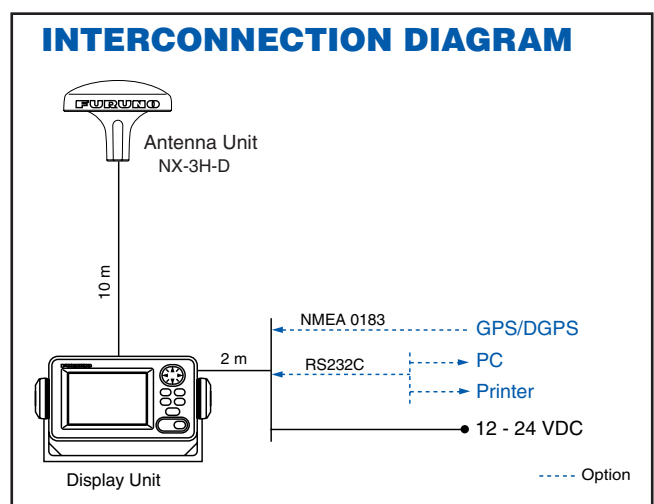 INTERCONNECTION DIAGRAM
FURUNO
Antenna Unit
NX-3H-D
10 m
NMEA 0183
GPS/DGPS
2 m
RS232C
PC
Printer
12 - 24 VDC
Display Unit
Option